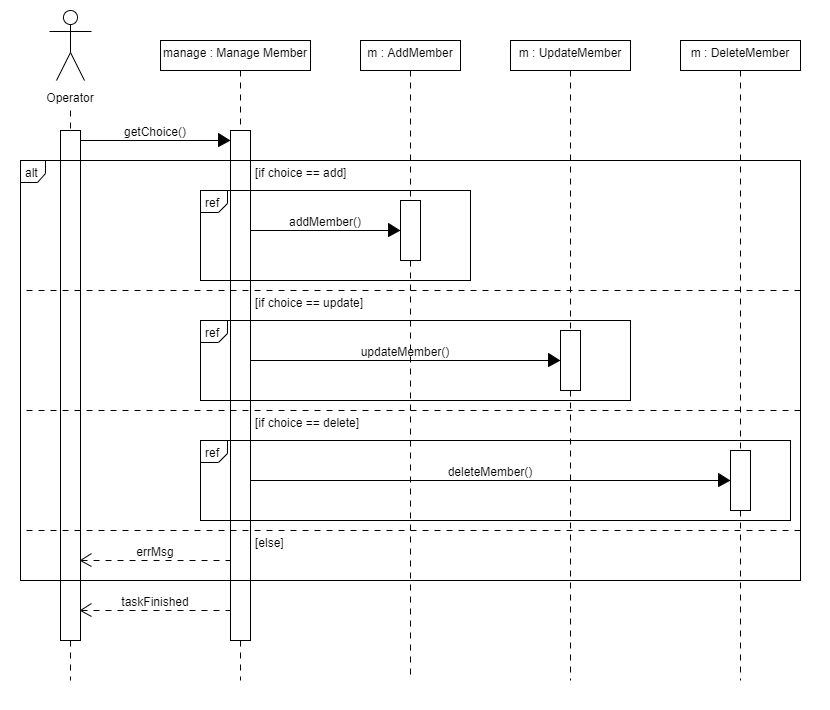 manage : Manage Member
m : AddMember
m : UpdateMember
m : DeleteMember
Operator
getChoice()
alt
[if choice == add]
ref
addMember()
[if choice == update]
ref
updateMember()
[if choice == delete]
ref
deleteMember()
[else]
errMsg
taskFinished